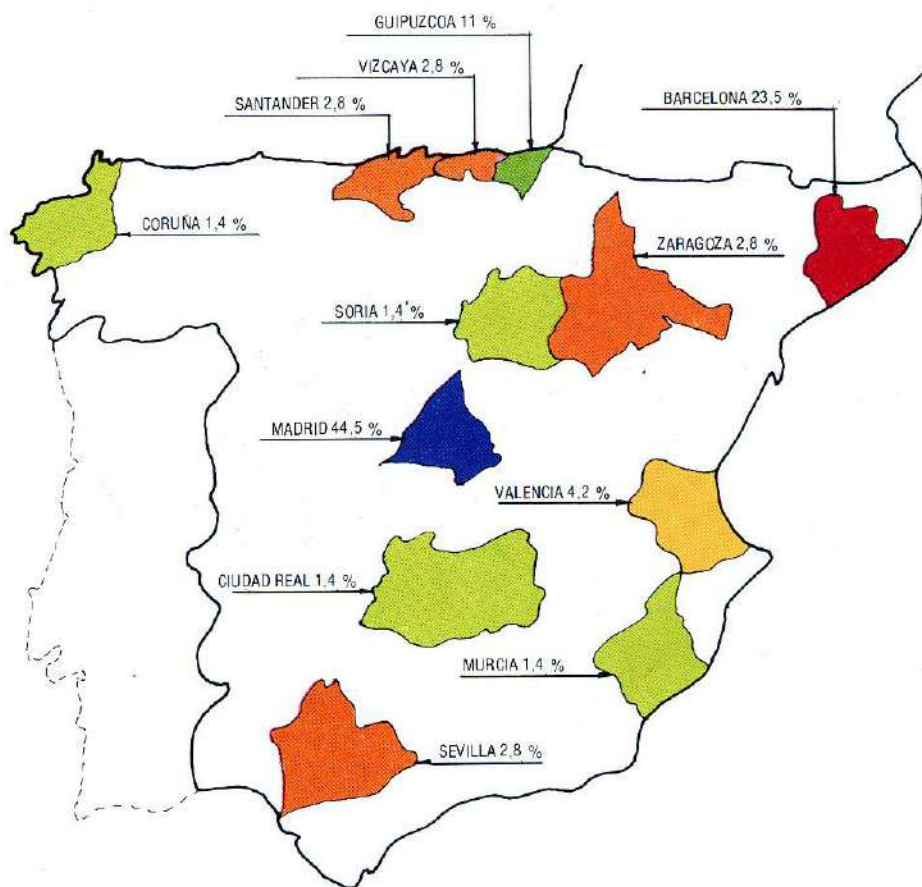 GUIPUZCOA 11 %
VIZCAYA 2,8 %
SANTANDER 2,8 %
BARCELONA 23,5 %
CORUÑA 1,4 %
ZARAGOZA 2,8 %
SORIA 1,4
MADRID 44,5 %
VALENCIA 4,2 %
CIUDAD REAL 1,4 %
MURCIA 1,4 %
SEVILLA 2,8 %